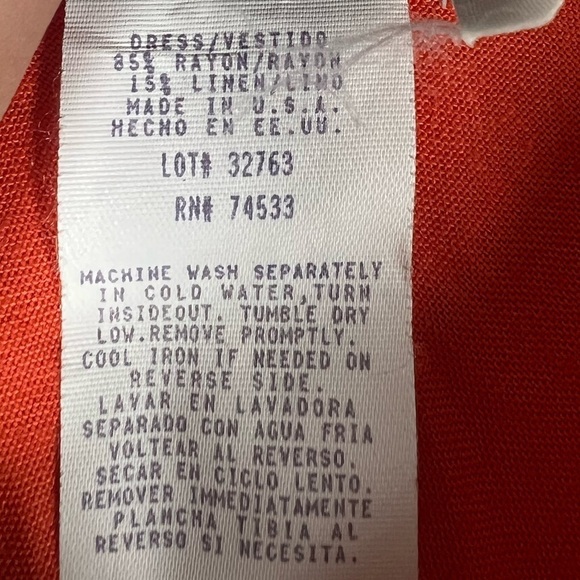 DRESS/VESTIDO
85% RAYON/RAYON
15% LINEN/LINO
MADE IN U.S.A.
HECHO EN EE.UU.
LOT# 32763
RN# 74533
MACHINE WASH SEPARATELY
IN COLD WATER,TURN
INSIDEOUT. TUMBLE DRY
LOW.REMOVE PROMPTLY.
COOL IRON IF NEEDED ON
REVERSE SIDE.
LAVAR EN LAVADORA
SEPARADO CON AGUA FRIA
VOLTEAR AL REVERSO.
SECAR EN CICLO LENTO.
REMOVER IMMEDIATAMENTE
PLANCHA TIBIA AL
REVERSO SI NECESITA.